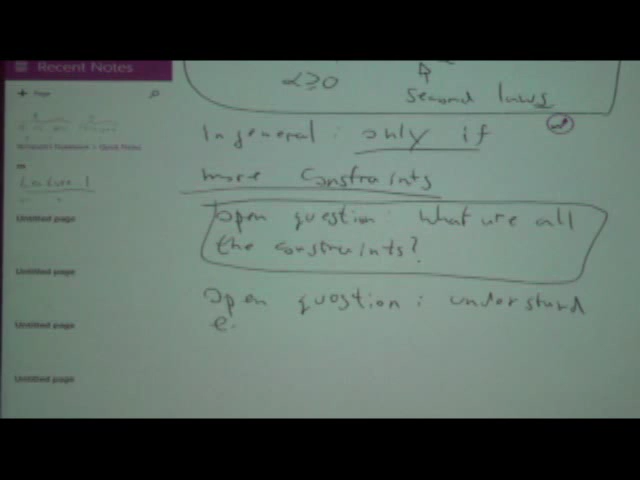 Recent Notes
+ Page
α≥0
second laws
In general : only if
more constraints
Open question: What are all
the constraints?
Open question : understand
e.
Lecture 1
Untitled page
Untitled page
Untitled page
Untitled page